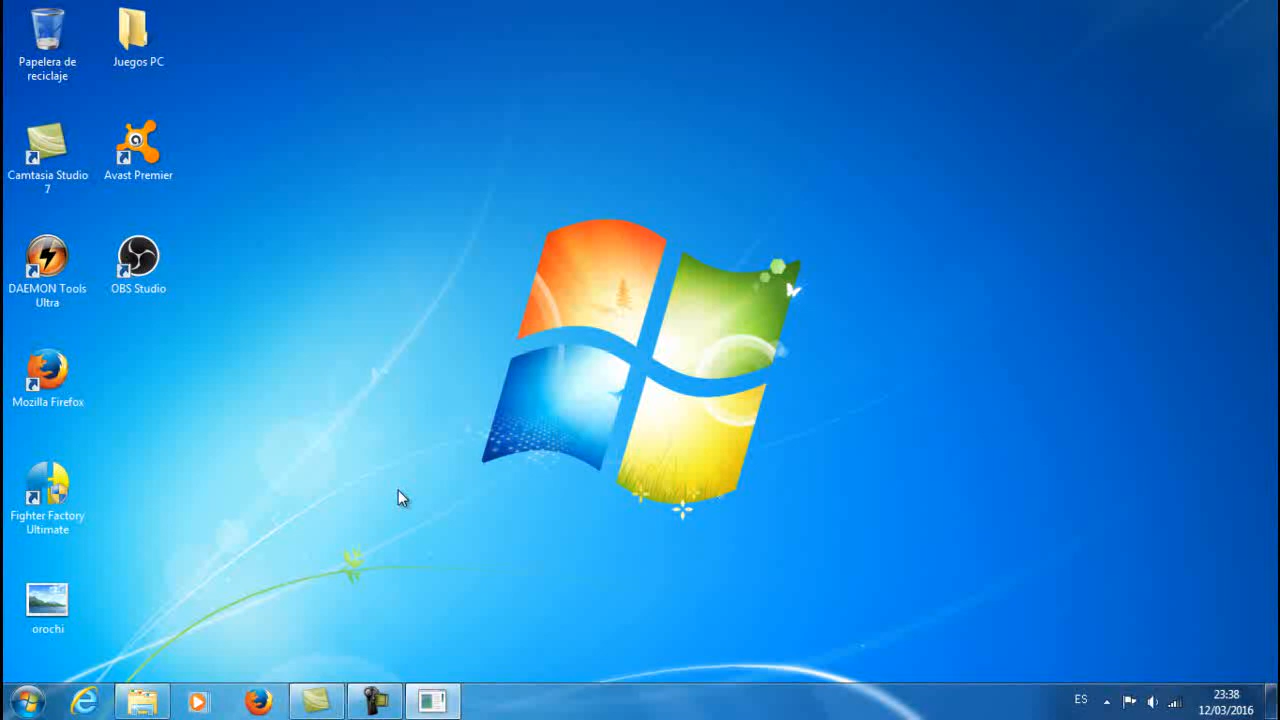 Papelera de
reciclaje
Juegos PC
Camtasia Studio
7
Avast Premier
DAEMON Tools
Ultra
OBS Studio
Mozilla Firefox
Fighter Factory
Ultimate
orochi
ES
23:38
12/03/2016